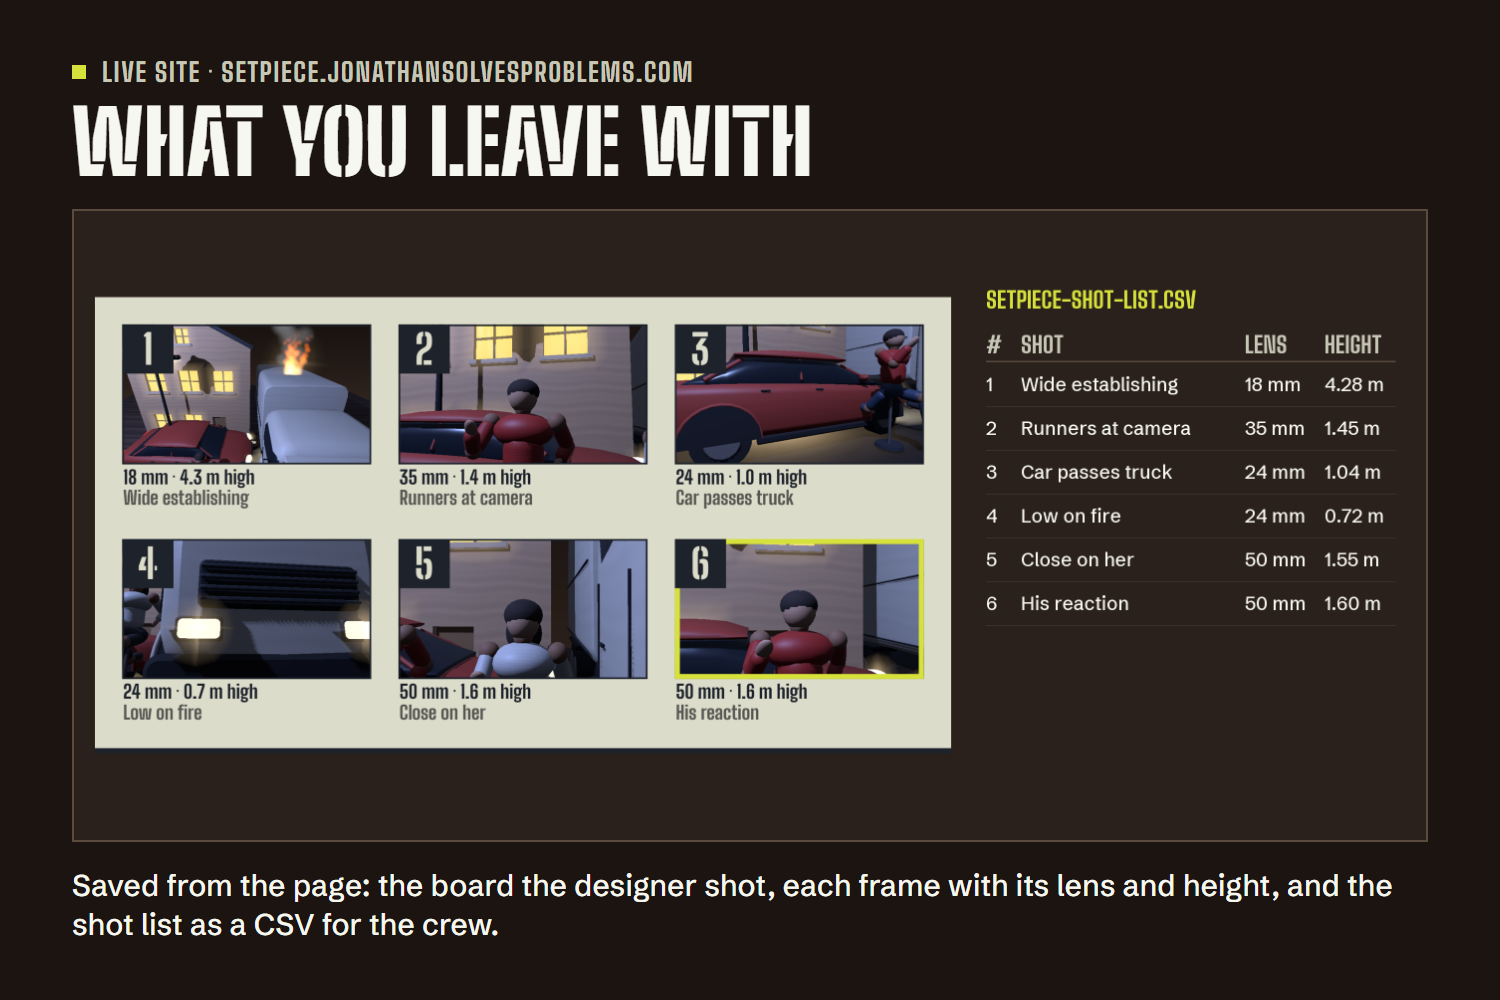 LIVE SITE · SETPIECE.JONATHANSOLVESPROBLEMS.COM
WHAT YOU LEAVE WITH
1
18 mm · 4.3 m high
Wide establishing
2
35 mm · 1.4 m high
Runners at camera
3
24 mm · 1.0 m high
Car passes truck
4
24 mm · 0.7 m high
Low on fire
5
50 mm · 1.6 m high
Close on her
6
50 mm · 1.6 m high
His reaction
SETPIECE-SHOT-LIST.CSV
# SHOT LENS HEIGHT
1 Wide establishing 18 mm 4.28 m
2 Runners at camera 35 mm 1.45 m
3 Car passes truck 24 mm 1.04 m
4 Low on fire 24 mm 0.72 m
5 Close on her 50 mm 1.55 m
6 His reaction 50 mm 1.60 m
Saved from the page: the board the designer shot, each frame with its lens and height, and the
shot list as a CSV for the crew.